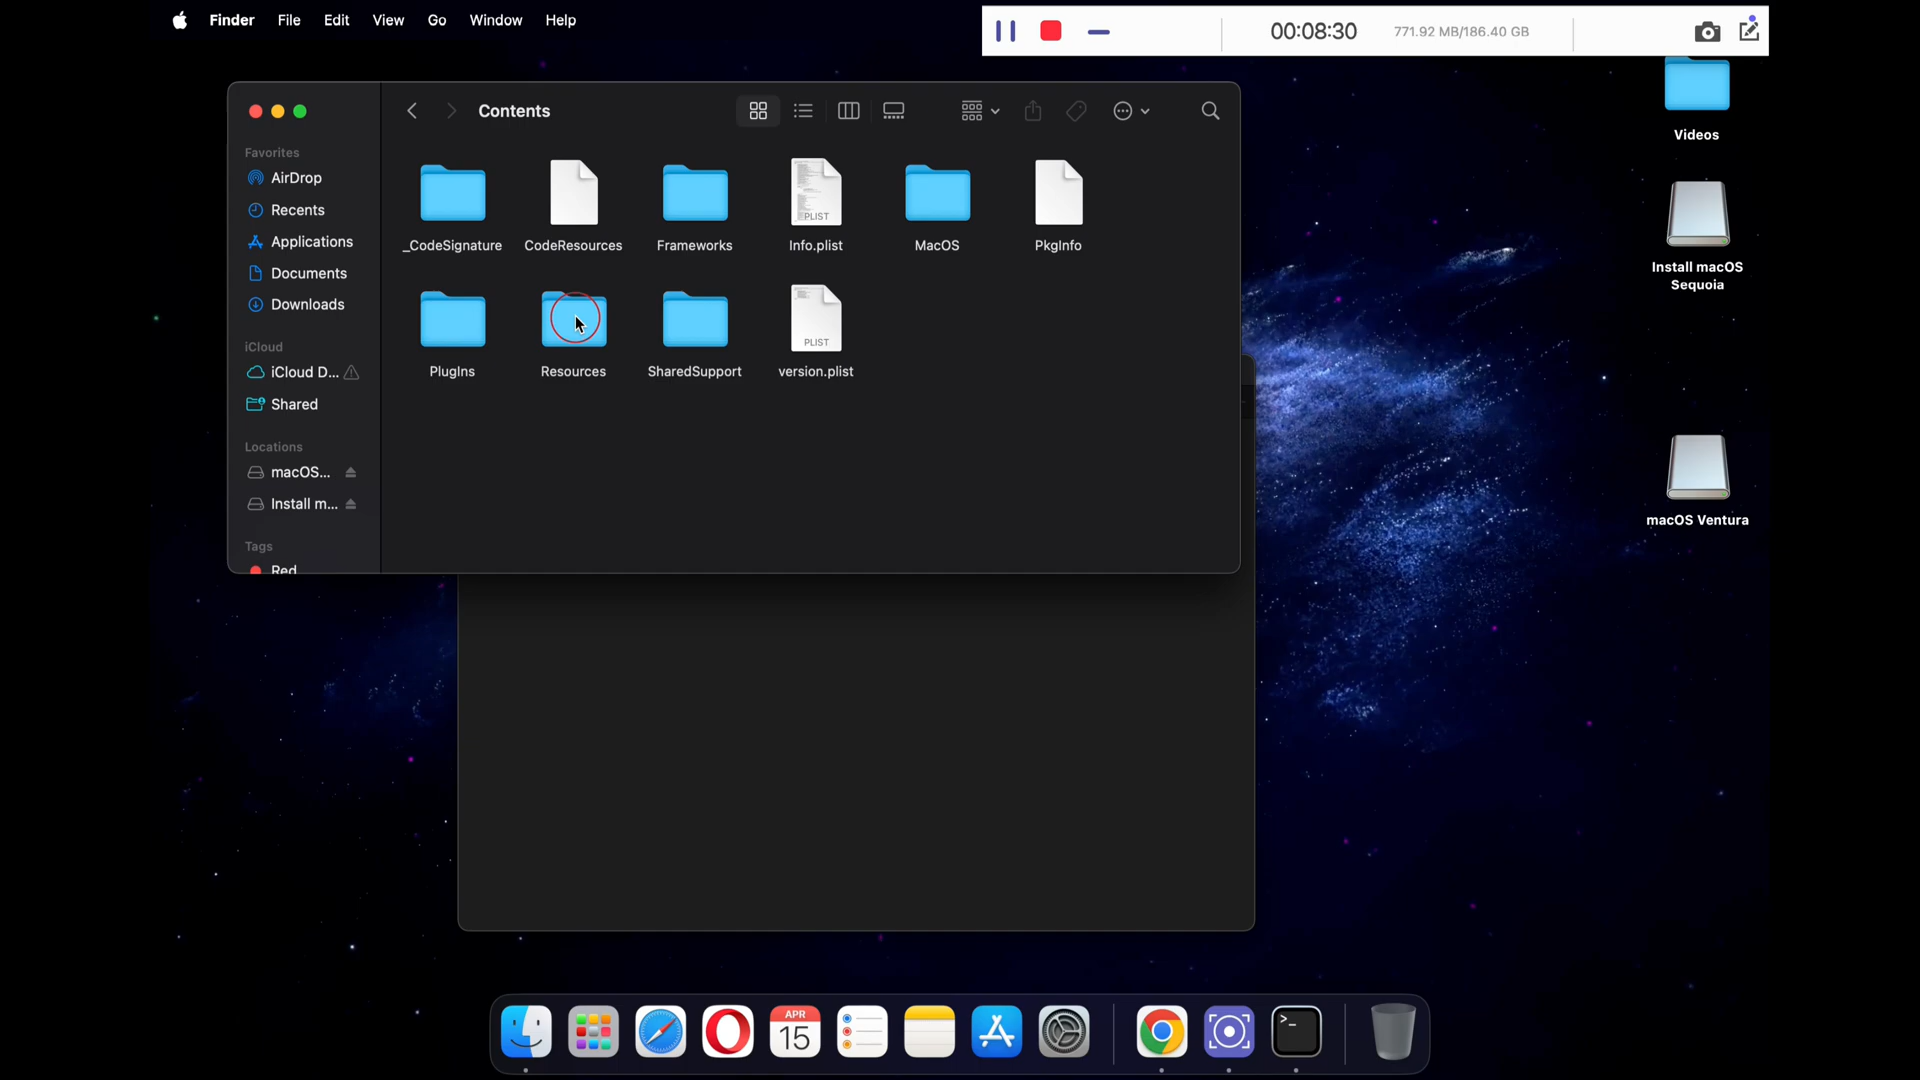 Finder File Edit View Go Window Help
00:08:30 771.92 MB/186.40 GB
Contents
Favorites
AirDrop
Recents
Applications
Documents
Downloads
iCloud
iCloud D...
Shared
Locations
macOS...
Install m...
Tags
Red
_CodeSignature CodeResources Frameworks Info.plist MacOS PkgInfo
PLIST
PlugIns Resources SharedSupport version.plist
PLIST
Videos
Install macOS
Sequoia
macOS Ventura
APR
15
>_